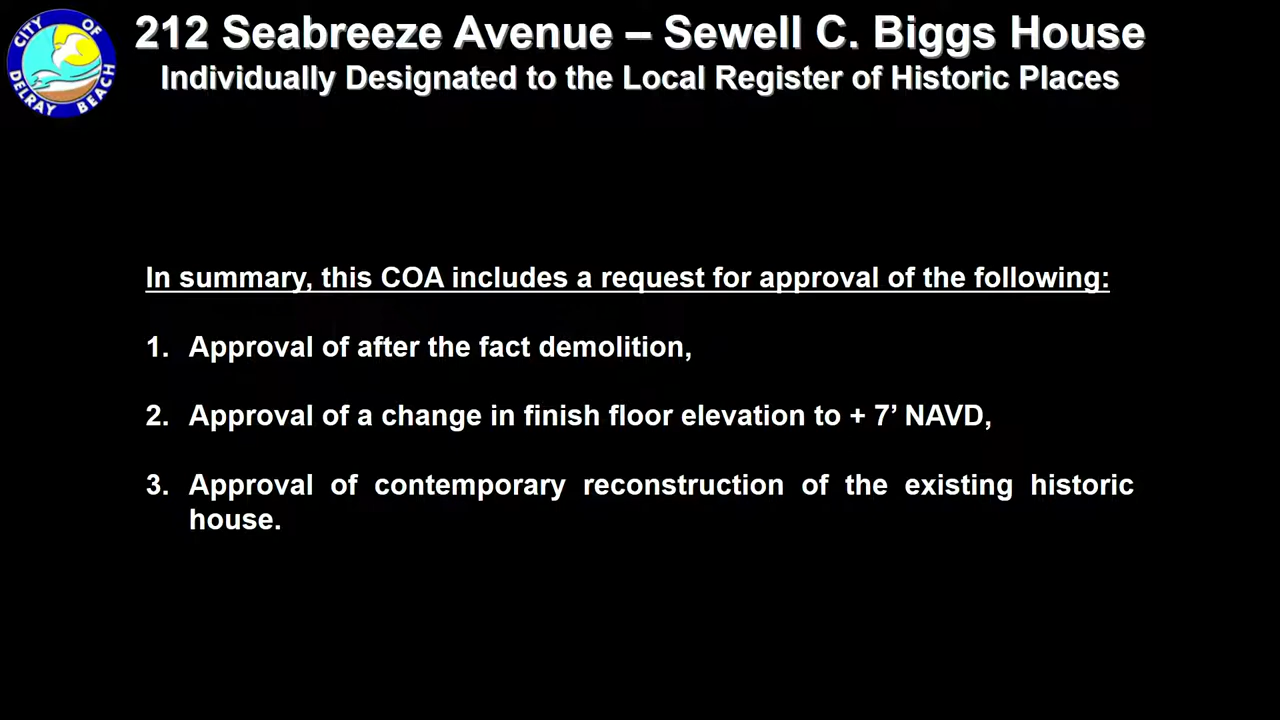 CITY OF
DELRAY BEACH
212 Seabreeze Avenue – Sewell C. Biggs House
Individually Designated to the Local Register of Historic Places
In summary, this COA includes a request for approval of the following:
1. Approval of after the fact demolition,
2. Approval of a change in finish floor elevation to + 7’ NAVD,
3. Approval of contemporary reconstruction of the existing historic
house.